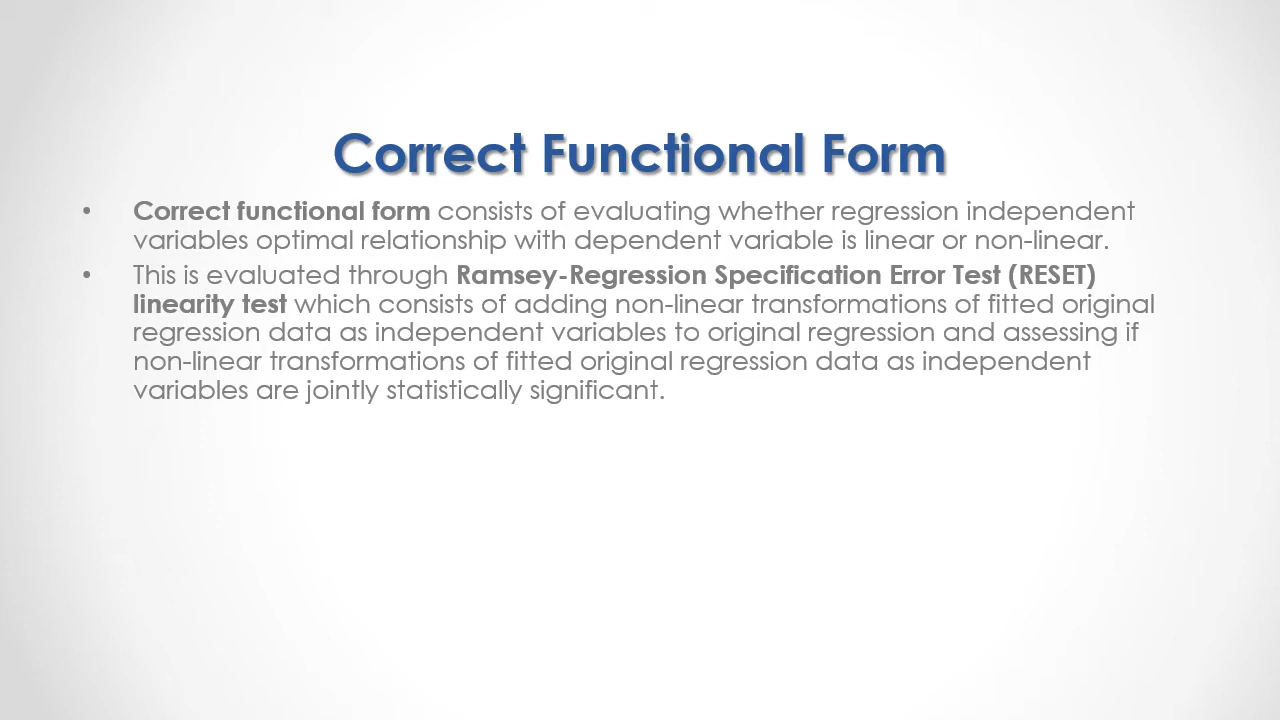 Correct Functional Form
• Correct functional form consists of evaluating whether regression independent
variables optimal relationship with dependent variable is linear or non-linear.
• This is evaluated through Ramsey-Regression Specification Error Test (RESET)
linearity test which consists of adding non-linear transformations of fitted original
regression data as independent variables to original regression and assessing if
non-linear transformations of fitted original regression data as independent
variables are jointly statistically significant.